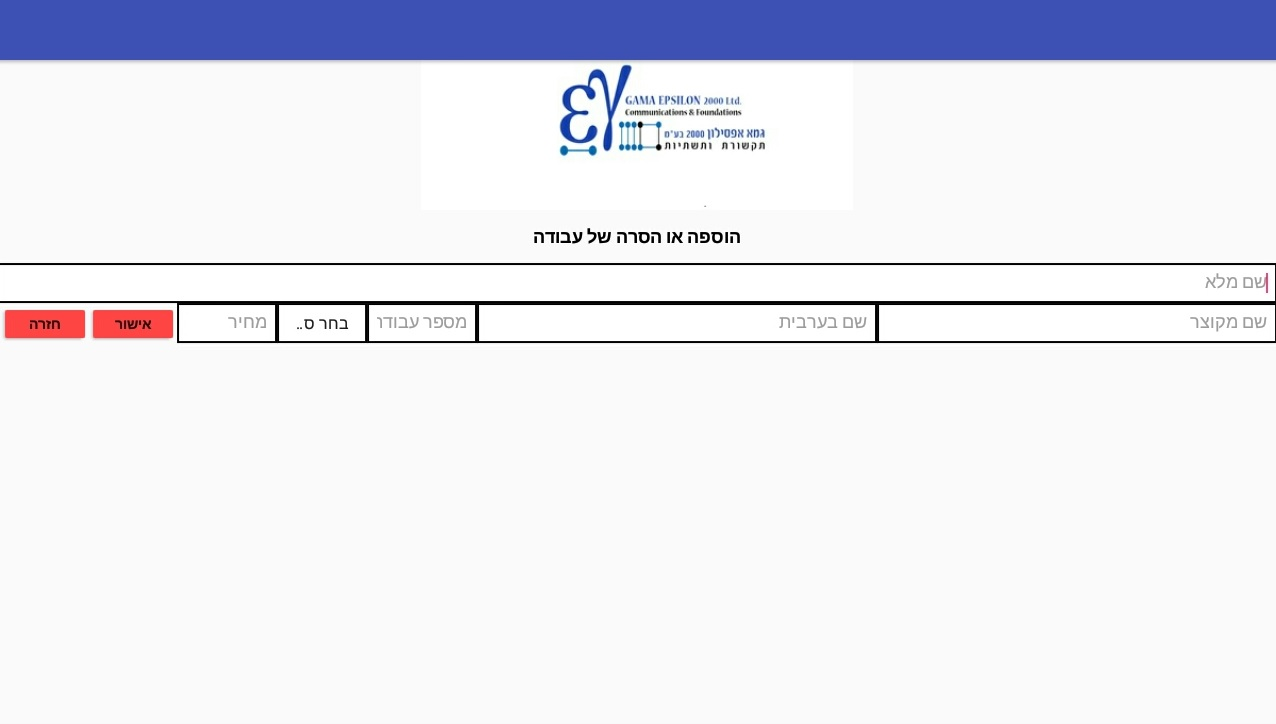 GAMA EPSILON 2000 Ltd.
Communications & Foundations
גמא אפסילון 2000 בע"מ
תקשורת ותשתיות
הוספה או הסרה של עבודה
שם מלא
שם מקוצר
שם בערבית
מספר עבודה
בחר ס..
מחיר
אישור
חזרה